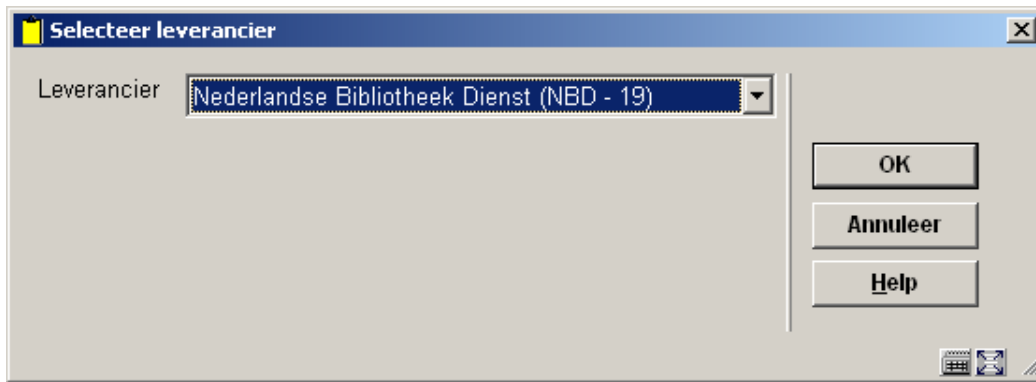 Selecteer leverancier
Leverancier
Nederlandse Bibliotheek Dienst (NBD - 19)
OK
Annuleer
Help